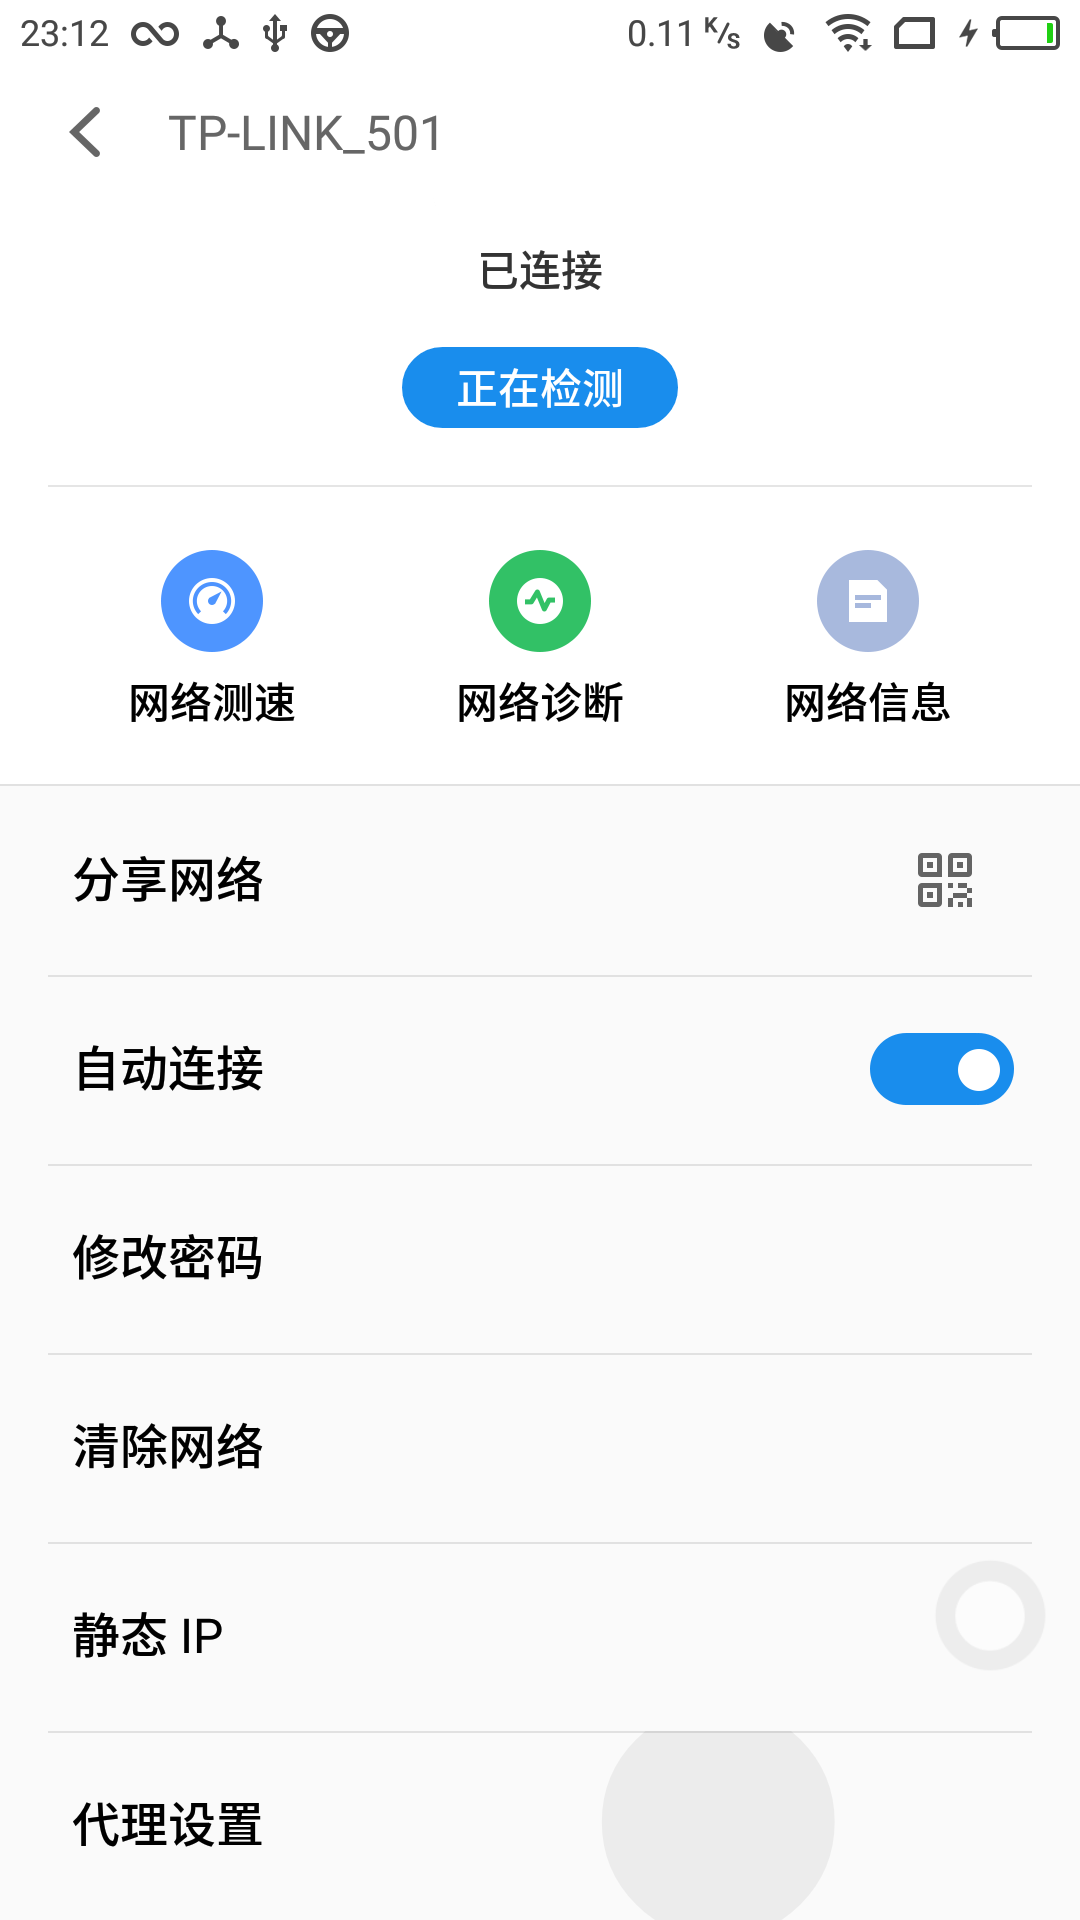 23:12 0.11 K/s
TP-LINK_501
已连接
正在检测
网络测速 网络诊断 网络信息
分享网络
自动连接
修改密码
清除网络
静态 IP
代理设置